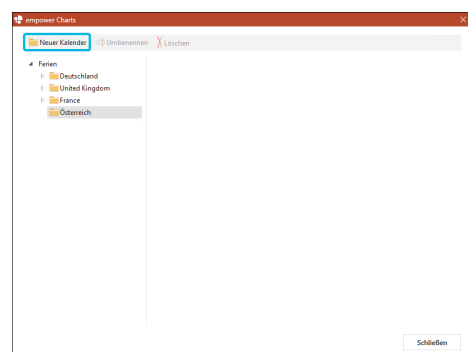 empower Charts
Neuer Kalender Umbenennen Löschen
Ferien
Deutschland
United Kingdom
France
Österreich
Schließen